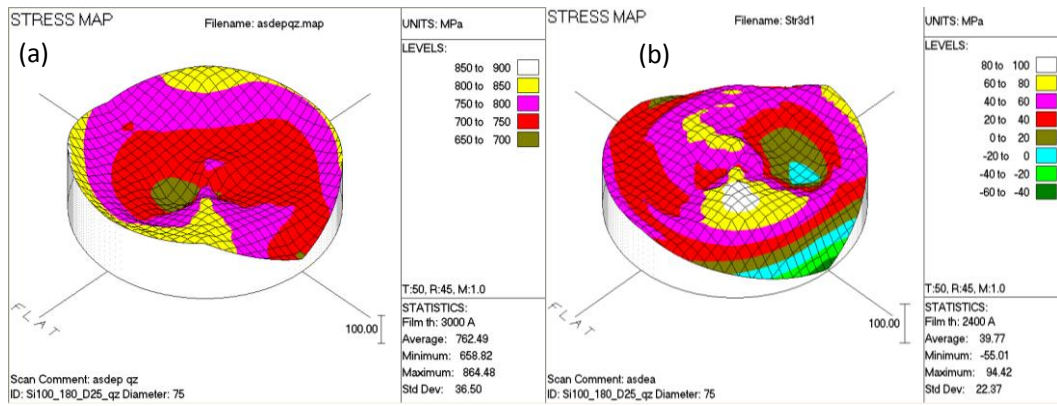 STRESS MAP
Filename: asdepqz.map
(a)
FLAT
100.00
Scan Comment: asdep qz
ID: Si100_180_D25_qz Diameter: 75
UNITS: MPa
LEVELS:
850 to 900
800 to 850
750 to 800
700 to 750
650 to 700
T:50, R:45, M:1.0
STATISTICS:
Film th: 3000 A
Average: 762.49
Minimum: 658.82
Maximum: 864.48
Std Dev: 36.50
STRESS MAP
Filename: Str3d1
(b)
FLAT
100.00
Scan Comment: asdea
ID: Si100_180_D25_qz Diameter: 75
UNITS: MPa
LEVELS:
80 to 100
60 to 80
40 to 60
20 to 40
0 to 20
-20 to 0
-40 to -20
-60 to -40
T:50, R:45, M:1.0
STATISTICS:
Film th: 2400 A
Average: 39.77
Minimum: -55.01
Maximum: 94.42
Std Dev: 22.37